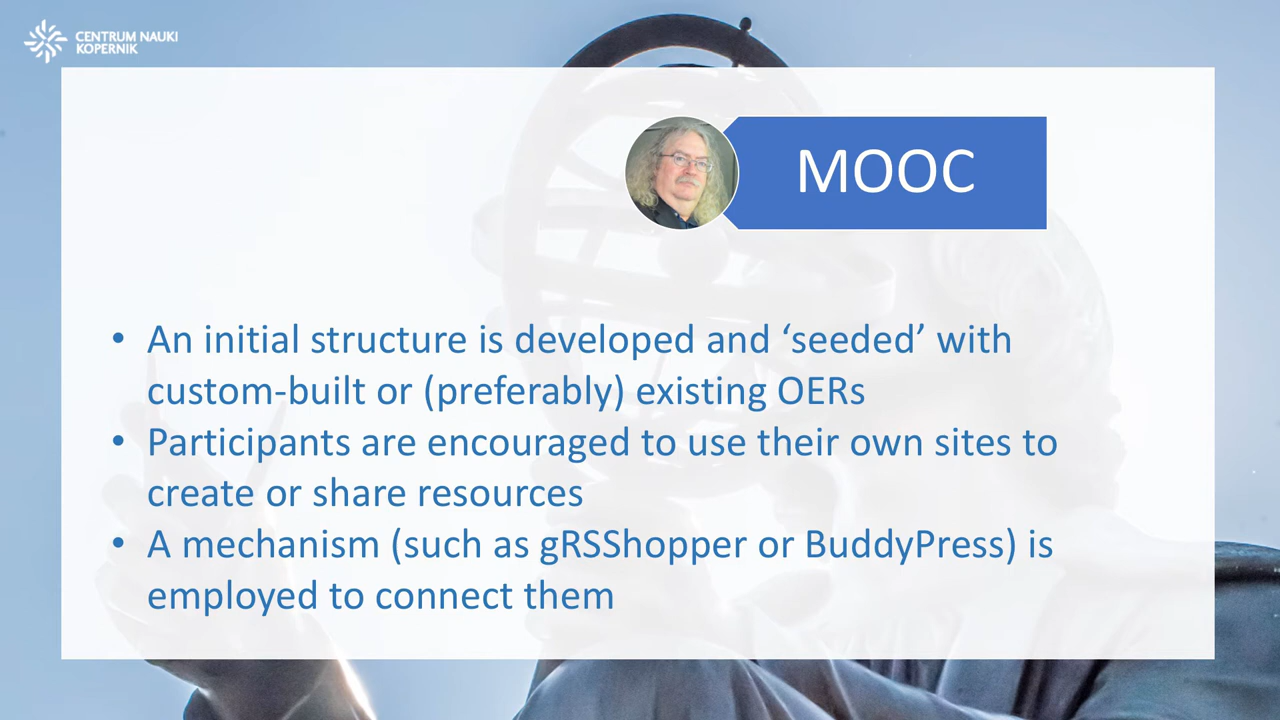 CENTRUM NAUKI
KOPERNIK
MOOC
• An initial structure is developed and ‘seeded’ with
custom-built or (preferably) existing OERs
• Participants are encouraged to use their own sites to
create or share resources
• A mechanism (such as gRSShopper or BuddyPress) is
employed to connect them